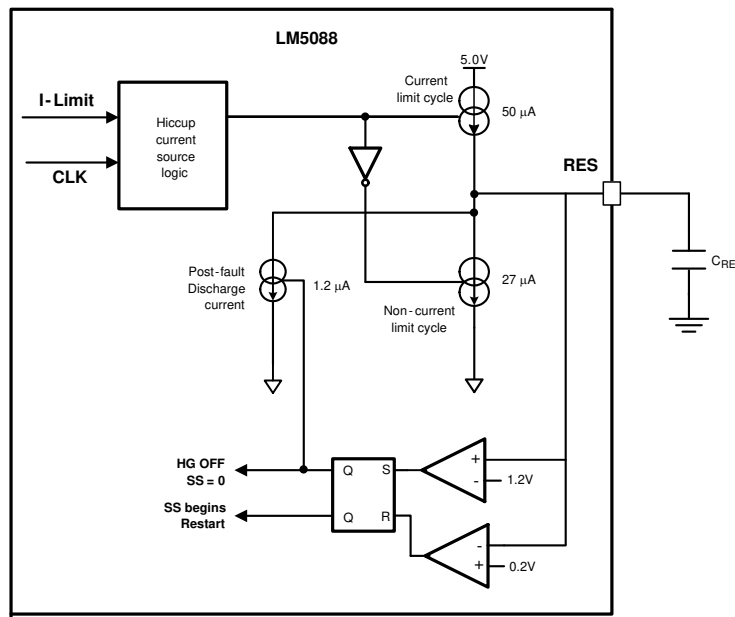 LM5088
5.0V
Current
limit cycle
50 μA
I-Limit
Hiccup
current
source
logic
CLK
RES
CRE
Post-fault
Discharge
current
1.2 μA
27 μA
Non-current
limit cycle
HG OFF
SS = 0
Q
S
+
-
1.2V
SS begins
Restart
Q
R
-
+
0.2V